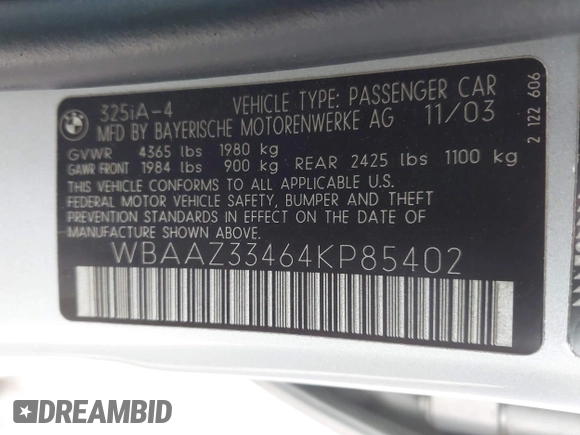 BMW
325iA-4 VEHICLE TYPE: PASSENGER CAR
MFD BY BAYERISCHE MOTORENWERKE AG 11/03
GVWR 4365 lbs 1980 kg
GAWR FRONT 1984 lbs 900 kg REAR 2425 lbs 1100 kg
THIS VEHICLE CONFORMS TO ALL APPLICABLE U.S.
FEDERAL MOTOR VEHICLE SAFETY, BUMPER AND THEFT
PREVENTION STANDARDS IN EFFECT ON THE DATE OF
MANUFACTURE SHOWN ABOVE.
WBAAZ33464KP85402
2 122 606
DREAMBID